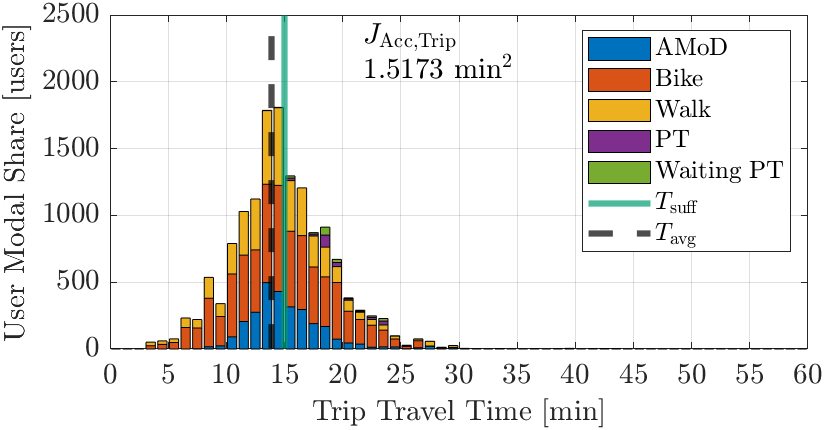 2500
2000
1500
1000
500
0
User Modal Share [users]
J_Acc,Trip
1.5173 min²
AMoD
Bike
Walk
PT
Waiting PT
T_suff
T_avg
0 5 10 15 20 25 30 35 40 45 50 55 60
Trip Travel Time [min]